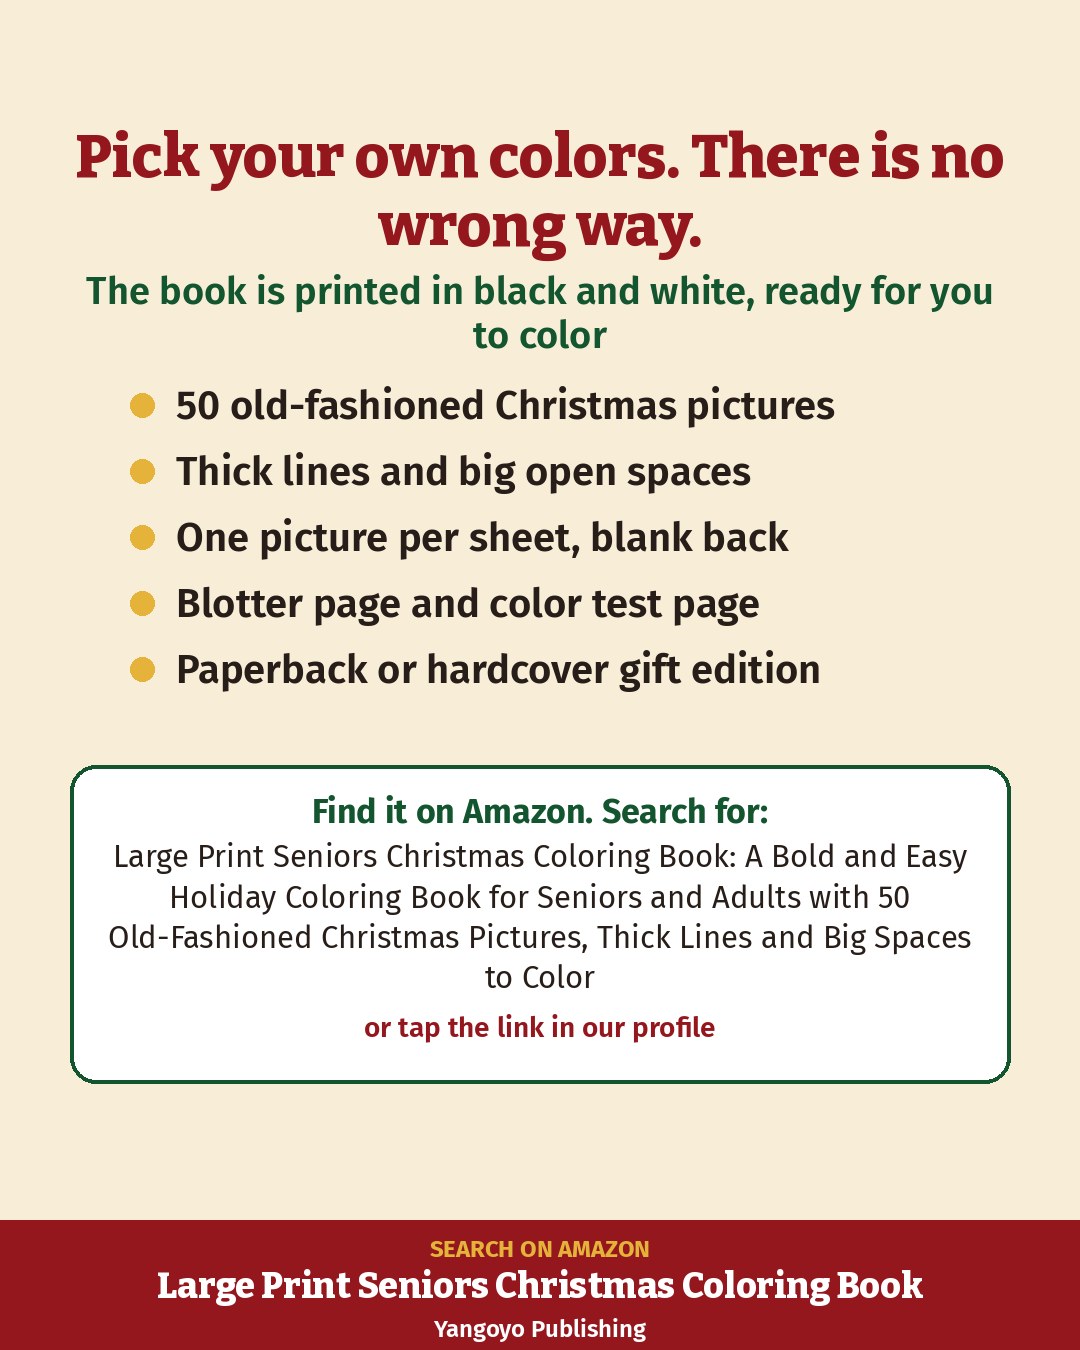 Pick your own colors. There is no
wrong way.
The book is printed in black and white, ready for you
to color
50 old-fashioned Christmas pictures
Thick lines and big open spaces
One picture per sheet, blank back
Blotter page and color test page
Paperback or hardcover gift edition
Find it on Amazon. Search for:
Large Print Seniors Christmas Coloring Book: A Bold and Easy
Holiday Coloring Book for Seniors and Adults with 50
Old-Fashioned Christmas Pictures, Thick Lines and Big Spaces
to Color
or tap the link in our profile
SEARCH ON AMAZON
Large Print Seniors Christmas Coloring Book
Yangoyo Publishing